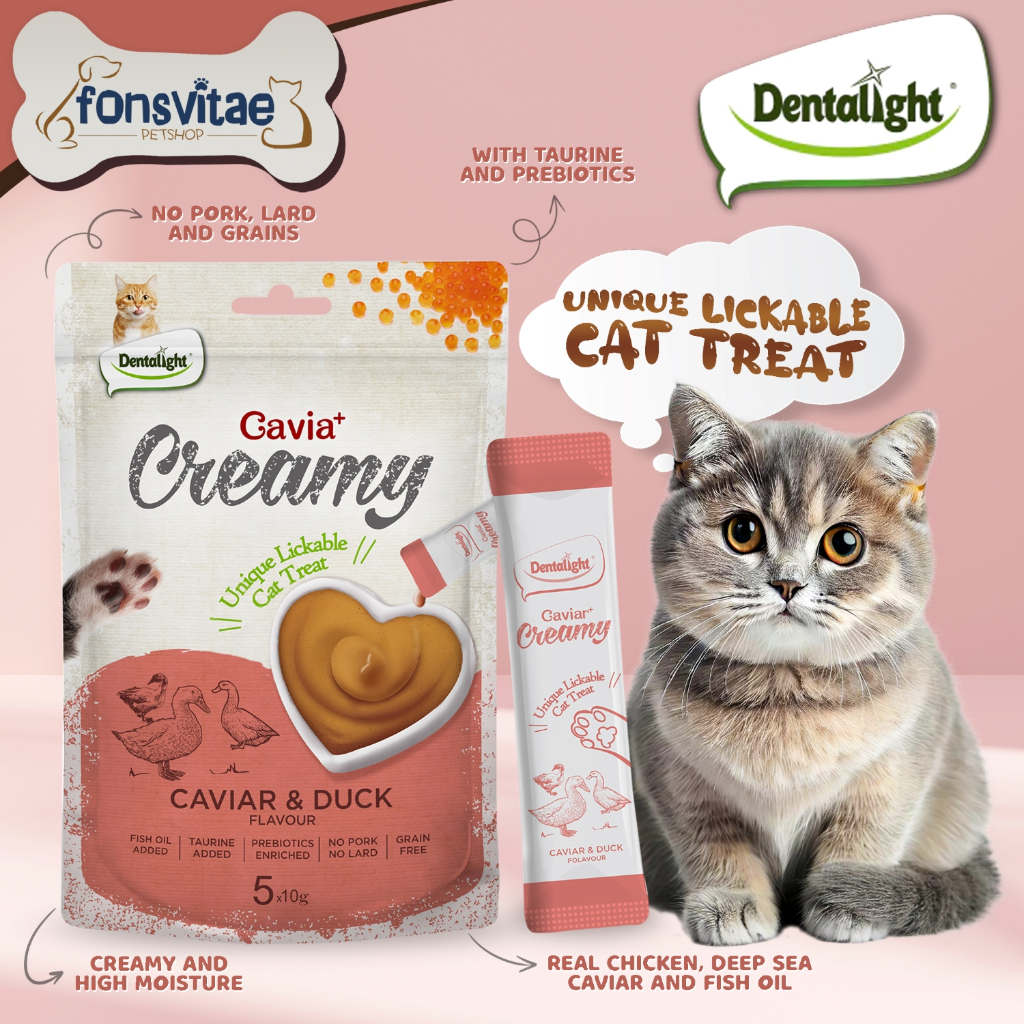 fonsvitae
PETSHOP
Dentalight
WITH TAURINE
AND PREBIOTICS
NO PORK, LARD
AND GRAINS
UNIQUE LICKABLE
CAT TREAT
Dentalight
Cavia+
Creamy
Unique Lickable
Cat Treat
CAVIAR & DUCK
FLAVOUR
FISH OIL
ADDED
TAURINE
ADDED
PREBIOTICS
ENRICHED
NO PORK
NO LARD
GRAIN
FREE
5x10g
Creamy
Dentalight
Caviar+
Creamy
Unique Lickable
Cat Treat
CAVIAR & DUCK
FOLAVOUR
CREAMY AND
HIGH MOISTURE
REAL CHICKEN, DEEP SEA
CAVIAR AND FISH OIL